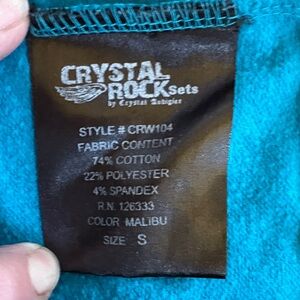 CRYSTAL
ROCK Sets
by Crystal Audigier
STYLE # CRW104
FABRIC CONTENT
74% COTTON
22% POLYESTER
4% SPANDEX
R.N. 126333
COLOR MALIBU
SIZE S